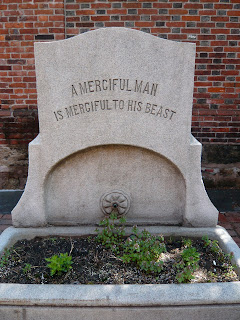 A MERCIFUL MAN
IS MERCIFUL TO HIS BEAST